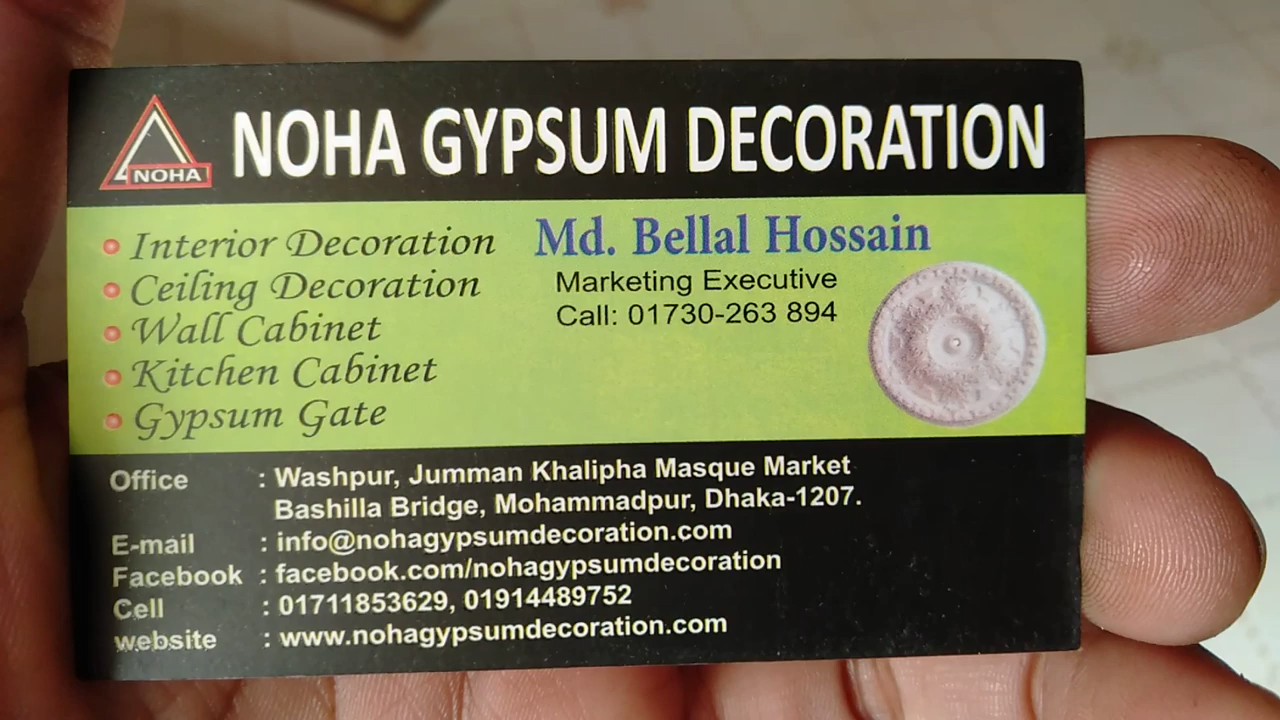 NOHA
NOHA GYPSUM DECORATION
Interior Decoration
Ceiling Decoration
Wall Cabinet
Kitchen Cabinet
Gypsum Gate
Md. Bellal Hossain
Marketing Executive
Call: 01730-263 894
Office : Washpur, Jumman Khalipha Masque Market
Bashilla Bridge, Mohammadpur, Dhaka-1207.
E-mail : info@nohagypsumdecoration.com
Facebook : facebook.com/nohagypsumdecoration
Cell : 01711853629, 01914489752
website : www.nohagypsumdecoration.com